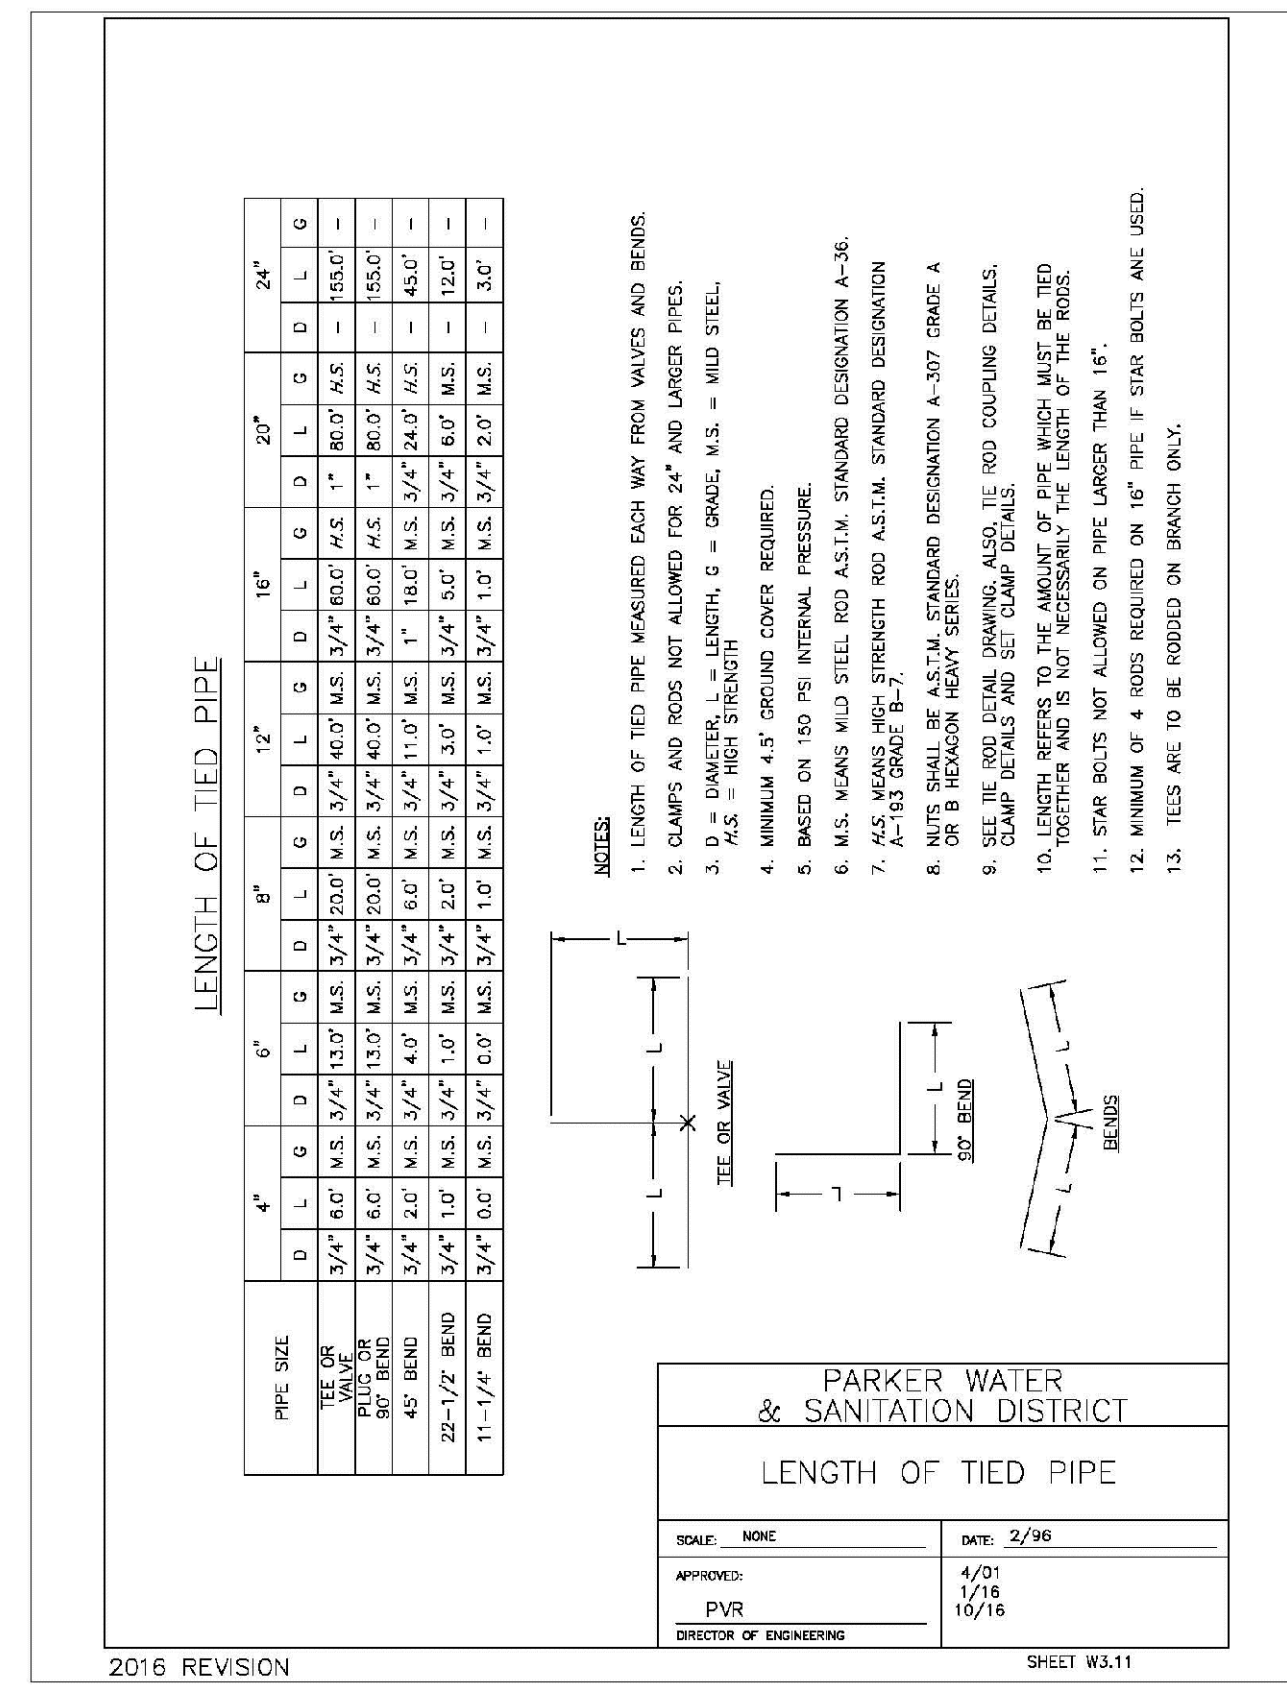 LENGTH OF TIED PIPE
PIPE SIZE 4" 6" 8" 12" 16" 20" 24"
D L G D L G D L G D L G D L G D L G D L G
TEE OR VALVE 3/4" 6.0' M.S. 3/4" 13.0' M.S. 3/4" 20.0' M.S. 3/4" 40.0' M.S. 3/4" 60.0' H.S. 1" 80.0' H.S. – 155.0' –
PLUG OR 90° BEND 3/4" 6.0' M.S. 3/4" 13.0' M.S. 3/4" 20.0' M.S. 3/4" 40.0' M.S. 3/4" 60.0' H.S. 1" 80.0' H.S. – 155.0' –
45° BEND 3/4" 2.0' M.S. 3/4" 4.0' M.S. 3/4" 6.0' M.S. 3/4" 11.0' M.S. 1" 18.0' M.S. 3/4" 24.0' H.S. – 45.0' –
22-1/2° BEND 3/4" 1.0' M.S. 3/4" 1.0' M.S. 3/4" 2.0' M.S. 3/4" 3.0' M.S. 3/4" 5.0' M.S. 3/4" 6.0' M.S. – 12.0' –
11-1/4° BEND 3/4" 0.0' M.S. 3/4" 0.0' M.S. 3/4" 1.0' M.S. 3/4" 1.0' M.S. 3/4" 1.0' M.S. 3/4" 2.0' M.S. – 3.0' –
L
L
L
TEE OR VALVE
L
L
90° BEND
L
L
BENDS
NOTES:
1. LENGTH OF TIED PIPE MEASURED EACH WAY FROM VALVES AND BENDS.
2. CLAMPS AND RODS NOT ALLOWED FOR 24" AND LARGER PIPES.
3. D = DIAMETER, L = LENGTH, G = GRADE, M.S. = MILD STEEL,
H.S. = HIGH STRENGTH
4. MINIMUM 4.5' GROUND COVER REQUIRED.
5. BASED ON 150 PSI INTERNAL PRESSURE.
6. M.S. MEANS MILD STEEL ROD A.S.T.M. STANDARD DESIGNATION A-36.
7. H.S. MEANS HIGH STRENGTH ROD A.S.T.M. STANDARD DESIGNATION
A-193 GRADE B-7.
8. NUTS SHALL BE A.S.T.M. STANDARD DESIGNATION A-307 GRADE A
OR B HEXAGON HEAVY SERIES.
9. SEE TIE ROD DETAIL DRAWING. ALSO, TIE ROD COUPLING DETAILS,
CLAMP DETAILS AND SET CLAMP DETAILS.
10. LENGTH REFERS TO THE AMOUNT OF PIPE WHICH MUST BE TIED
TOGETHER AND IS NOT NECESSARILY THE LENGTH OF THE RODS.
11. STAR BOLTS NOT ALLOWED ON PIPE LARGER THAN 16".
12. MINIMUM OF 4 RODS REQUIRED ON 16" PIPE IF STAR BOLTS ANE USED.
13. TEES ARE TO BE RODDED ON BRANCH ONLY.
PARKER WATER
& SANITATION DISTRICT
LENGTH OF TIED PIPE
SCALE: NONE
DATE: 2/96
APPROVED:
PVR
DIRECTOR OF ENGINEERING
4/01
1/16
10/16
2016 REVISION
SHEET W3.11